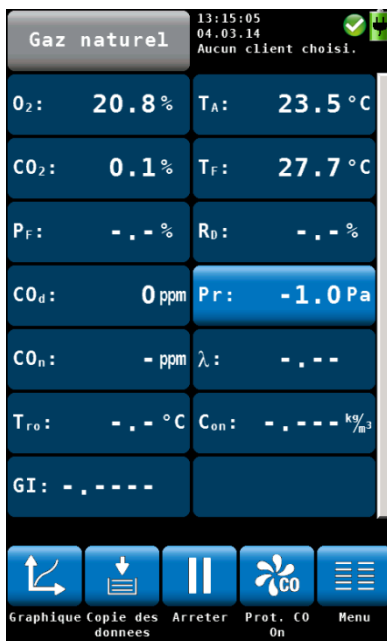 Gaz naturel
13:15:05
04.03.14
Aucun client choisi.
O₂: 20.8 %
TA: 23.5 °C
CO₂: 0.1 %
TF: 27.7 °C
PF: -.- %
RD: -.- %
COd: 0 ppm
Pr: -1.0 Pa
COn: - ppm
λ: -.--
Tro: -.- °C
Con: -.--- kg/m³
GI: -.----
CO
Graphique
Copie des
donnees
Arreter
Prot. CO
On
Menu